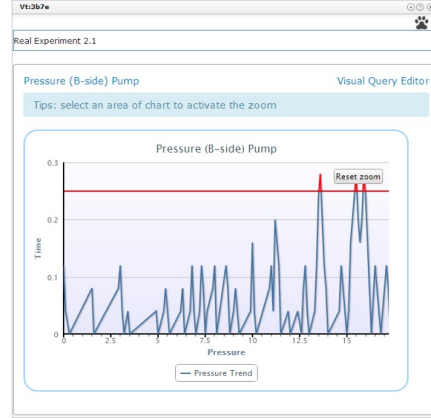 Vt:3b7e
Real Experiment 2.1
Pressure (B-side) Pump
Visual Query Editor
Tips: select an area of chart to activate the zoom
Pressure (B-side) Pump
Reset zoom
0.3
0.2
0.1
0
Time
0
2.5
5
7.5
10
12.5
15
Pressure
Pressure Trend